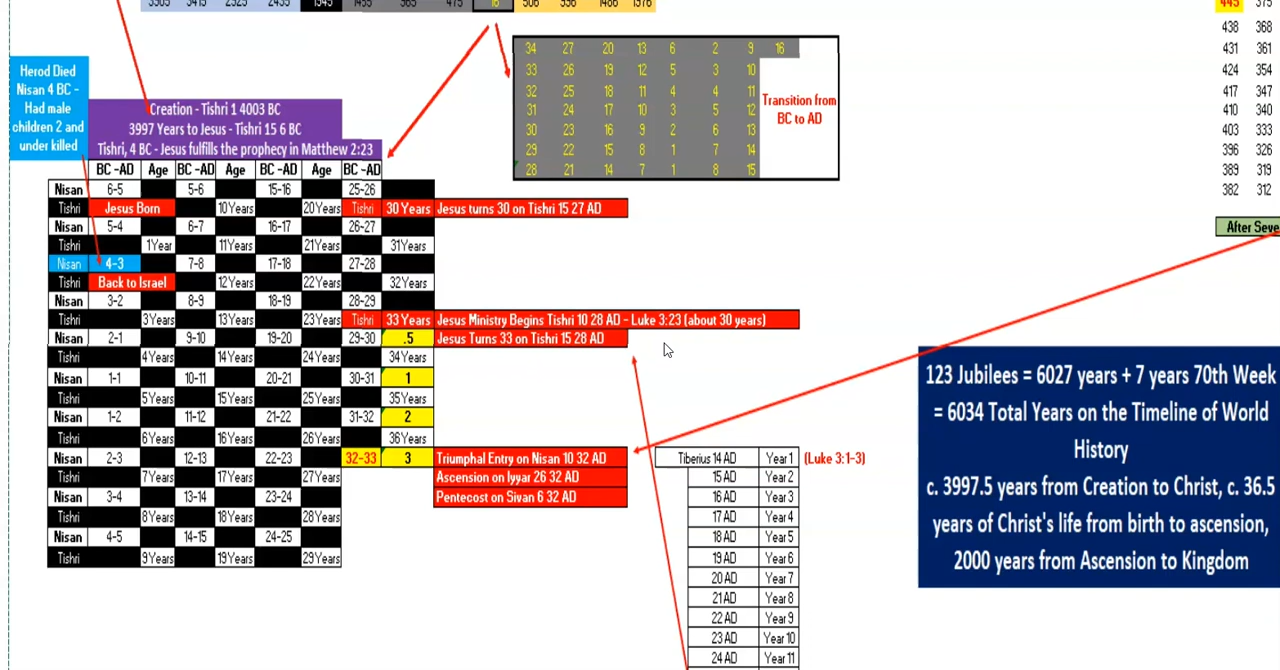 3305 3415 2325 2435 1345 1455 365 475 16 506 336 1466 1376
445 375
438 368
431 361
424 354
417 347
410 340
403 333
396 326
389 319
382 312
After Seve
34 27 20 13 6 2 9 16
33 26 19 12 5 3 10
32 25 18 11 4 4 11
31 24 17 10 3 5 12
30 23 16 9 2 6 13
29 22 15 8 1 7 14
28 21 14 7 1 8 15
Transition from
BC to AD
Herod Died
Nisan 4 BC -
Had male
children 2 and
under killed
Creation - Tishri 1 4003 BC
3997 Years to Jesus - Tishri 15 6 BC
Tishri, 4 BC - Jesus fulfills the prophecy in Matthew 2:23
BC -AD Age BC -AD Age BC -AD Age BC -AD
Nisan 6-5 5-6 15-16 25-26
Tishri Jesus Born 10Years 20Years Tishri 30 Years Jesus turns 30 on Tishri 15 27 AD
Nisan 5-4 6-7 16-17 26-27
Tishri 1Year 11Years 21Years 31Years
Nisan 4-3 7-8 17-18 27-28
Tishri Back to Israel 12Years 22Years 32Years
Nisan 3-2 8-9 18-19 28-29
Tishri 3Years 13Years 23Years Tishri 33 Years Jesus Ministry Begins Tishri 10 28 AD - Luke 3:23 (about 30 years)
Nisan 2-1 9-10 19-20 29-30 .5 Jesus Turns 33 on Tishri 15 28 AD
Tishri 4Years 14Years 24Years 34Years
Nisan 1-1 10-11 20-21 30-31 1
Tishri 5Years 15Years 25Years 35Years
Nisan 1-2 11-12 21-22 31-32 2
Tishri 6Years 16Years 26Years 36Years
Nisan 2-3 12-13 22-23 32-33 3 Triumphal Entry on Nisan 10 32 AD
Tishri 7Years 17Years 27Years Ascension on Iyyar 26 32 AD
Nisan 3-4 13-14 23-24 Pentecost on Sivan 6 32 AD
Tishri 8Years 18Years 28Years
Nisan 4-5 14-15 24-25
Tishri 9Years 19Years 29Years
Tiberius 14 AD Year 1 (Luke 3:1-3)
15 AD Year 2
16 AD Year 3
17 AD Year 4
18 AD Year 5
19 AD Year 6
20 AD Year 7
21 AD Year 8
22 AD Year 9
23 AD Year 10
24 AD Year 11
123 Jubilees = 6027 years + 7 years 70th Week
= 6034 Total Years on the Timeline of World
History
c. 3997.5 years from Creation to Christ, c. 36.5
years of Christ's life from birth to ascension,
2000 years from Ascension to Kingdom